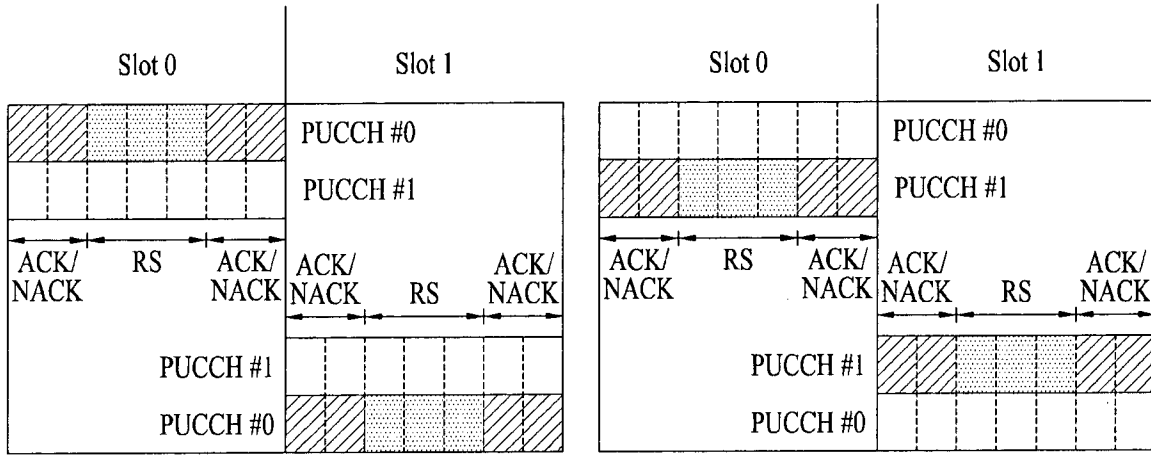 Slot 0
Slot 1
PUCCH #0
PUCCH #1
ACK/
NACK
RS
ACK/
NACK
ACK/
NACK
RS
ACK/
NACK
PUCCH #1
PUCCH #0
Slot 0
Slot 1
PUCCH #0
PUCCH #1
ACK/
NACK
RS
ACK/
NACK
ACK/
NACK
RS
ACK/
NACK
PUCCH #1
PUCCH #0